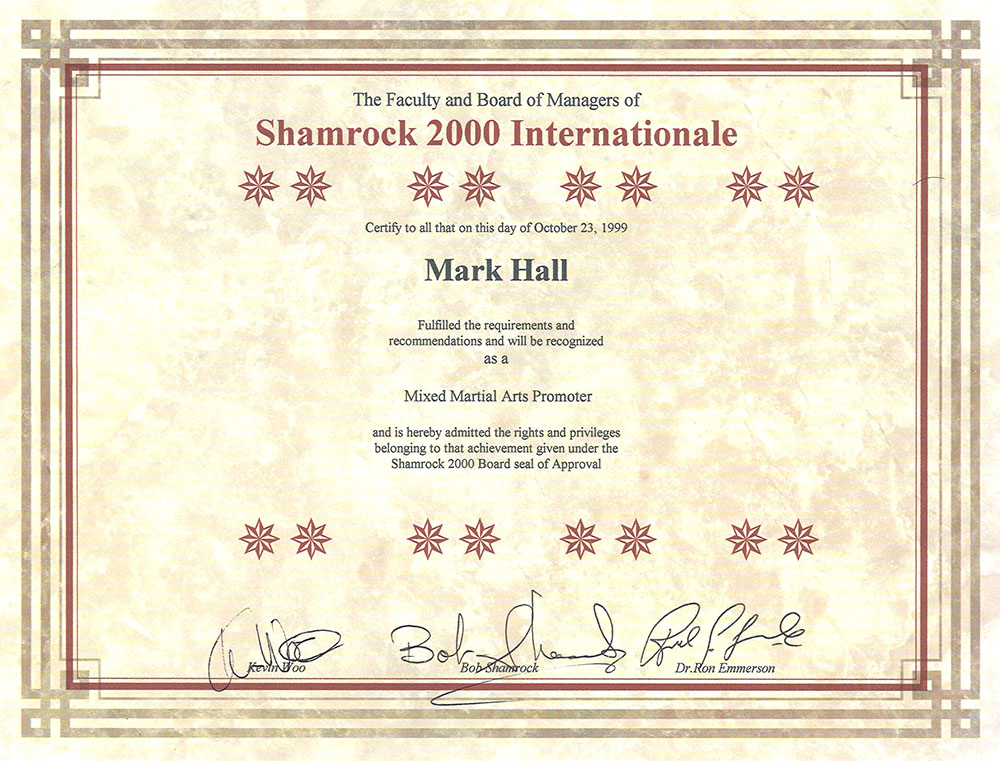 The Faculty and Board of Managers of
Shamrock 2000 Internationale
Certify to all that on this day of October 23, 1999
Mark Hall
Fulfilled the requirements and
recommendations and will be recognized
as a
Mixed Martial Arts Promoter
and is hereby admitted the rights and privileges
belonging to that achievement given under the
Shamrock 2000 Board seal of Approval
Bob Shamrock
Kevin Woo
Bob Shamrock
Dr.Ron Emmerson